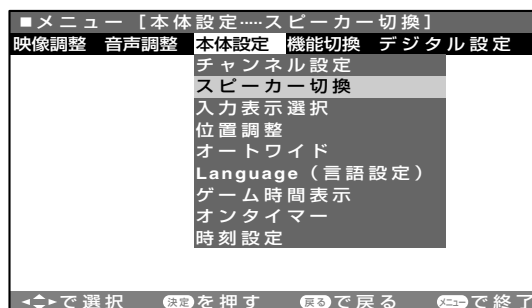 ■メニュー［本体設定……スピーカー切換］
映像調整 音声調整 本体設定 機能切換 デジタル設定
チャンネル設定
スピーカー切換
入力表示選択
位置調整
オートワイド
Language（言語設定）
ゲーム時間表示
オンタイマー
時刻設定
で選択 決定を押す 戻るで戻る メニューで終了